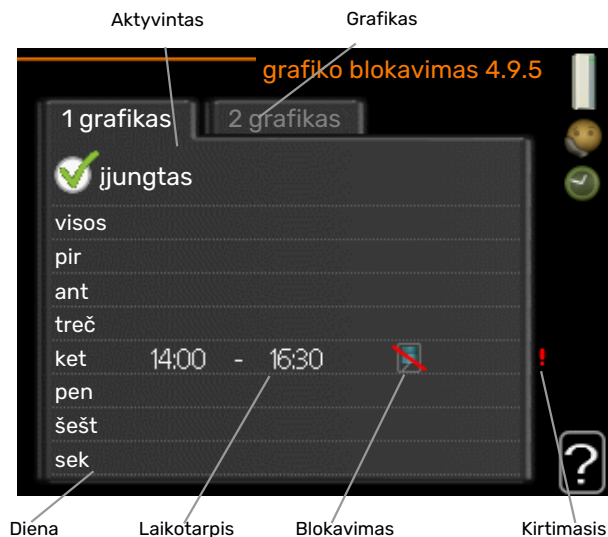 Aktyvintas Grafikas
grafiko blokavimas 4.9.5
1 grafikas 2 grafikas
įjungtas
visos
pir
ant
treč
ket 14:00 - 16:30 !
pen
šešt
sek
?
Diena Laikotarpis Blokavimas Kirtimasis